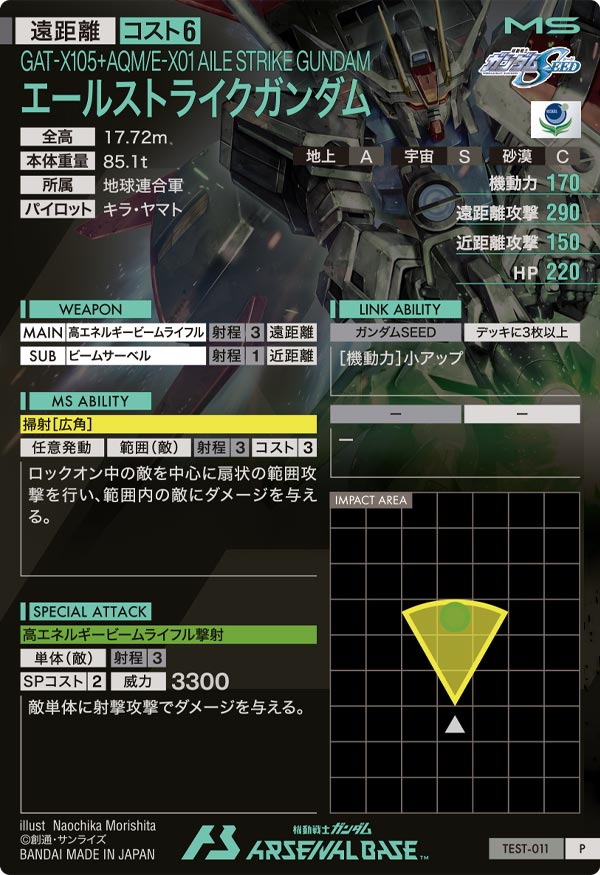 遠距離 コスト6 MS
GAT-X105+AQM/E-X01 AILE STRIKE GUNDAM
エールストライクガンダム
機動戦士 ガンダム SEED
全高 17.72m
本体重量 85.1t
所属 地球連合軍
パイロット キラ・ヤマト
地上 A 宇宙 S 砂漠 C
機動力 170
遠距離攻撃 290
近距離攻撃 150
HP 220
WEAPON
MAIN 高エネルギービームライフル 射程 3 遠距離
SUB ビームサーベル 射程 1 近距離
LINK ABILITY
ガンダムSEED デッキに3枚以上
[機動力]小アップ
— —
—
MS ABILITY
掃射[広角]
任意発動 範囲(敵) 射程 3 コスト 3
ロックオン中の敵を中心に扇状の範囲攻
撃を行い、範囲内の敵にダメージを与え
る。
IMPACT AREA
SPECIAL ATTACK
高エネルギービームライフル撃射
単体(敵) 射程 3
SPコスト 2 威力 3300
敵単体に射撃攻撃でダメージを与える。
illust Naochika Morishita
©創通・サンライズ
BANDAI MADE IN JAPAN
機動戦士ガンダム
ARSENAL BASE™
TEST-011 P